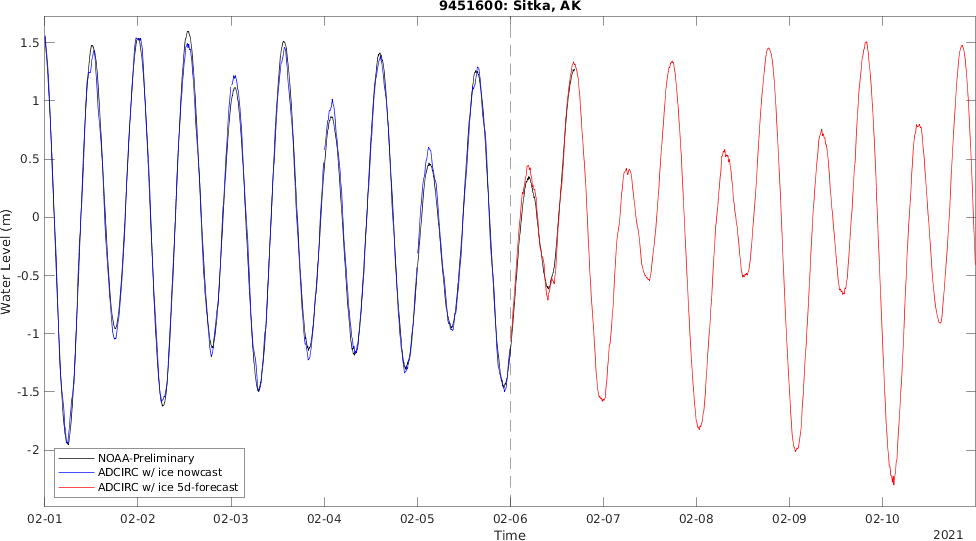 9451600: Sitka, AK
Water Level (m)
1.5
1
0.5
0
-0.5
-1
-1.5
-2
NOAA-Preliminary
ADCIRC w/ ice nowcast
ADCIRC w/ ice 5d-forecast
02-01 02-02 02-03 02-04 02-05 02-06 02-07 02-08 02-09 02-10
Time
2021